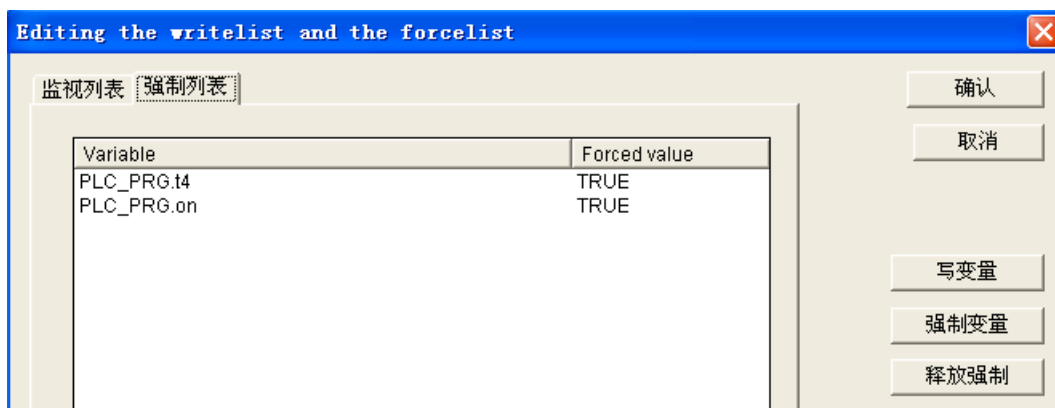 Editing the writelist and the forcelist
监视列表 强制列表
确认
取消
Variable Forced value
PLC_PRG.t4 TRUE
PLC_PRG.on TRUE
写变量
强制变量
释放强制